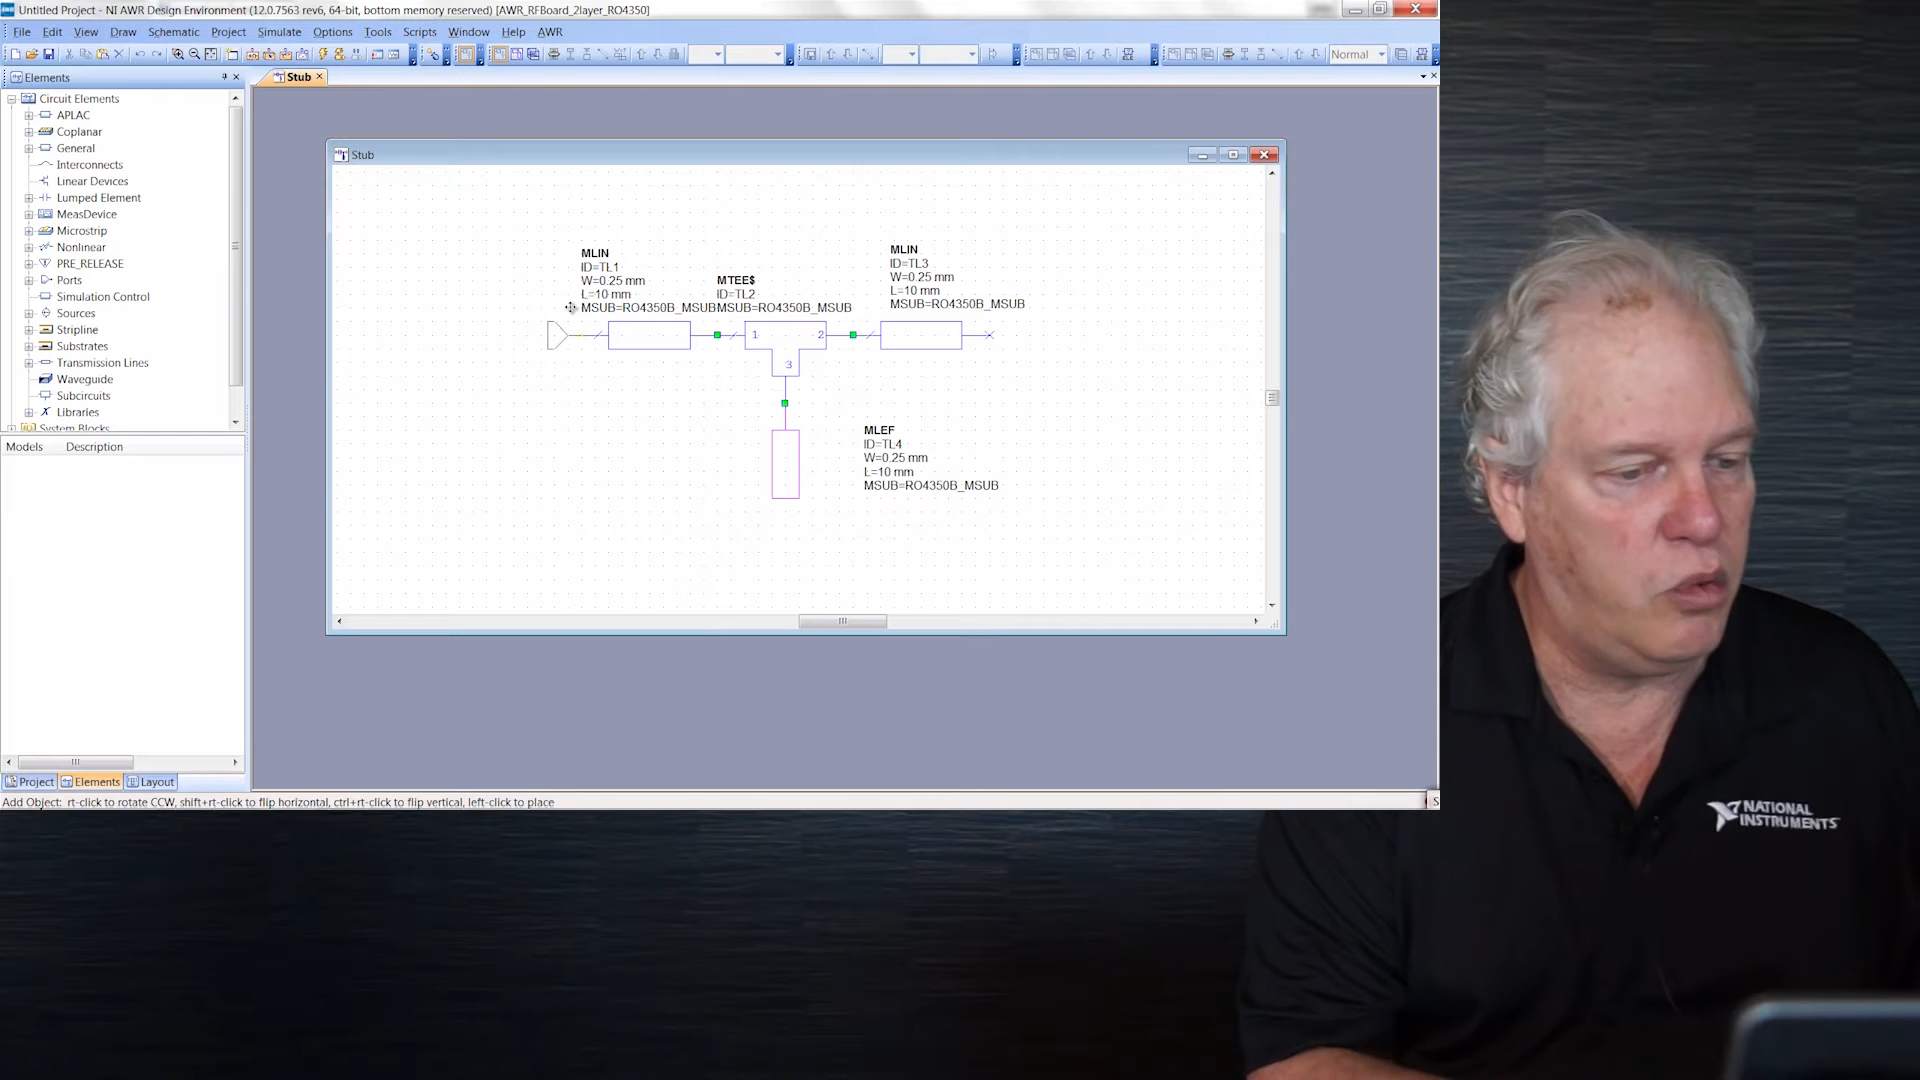 Untitled Project - NI AWR Design Environment (12.0.7563 rev6, 64-bit, bottom memory reserved) [AWR_RFBoard_2layer_RO4350]
File Edit View Draw Schematic Project Simulate Options Tools Scripts Window Help AWR
Normal
Elements
Stub
Circuit Elements
APLAC
Coplanar
General
Interconnects
Linear Devices
Lumped Element
MeasDevice
Microstrip
Nonlinear
PRE_RELEASE
Ports
Simulation Control
Sources
Stripline
Substrates
Transmission Lines
Waveguide
Subcircuits
Libraries
System Blocks
Models Description
Project Elements Layout
Stub
MLIN
ID=TL1
W=0.25 mm
L=10 mm
MSUB=RO4350B_MSUB
MTEE$
ID=TL2
MSUB=RO4350B_MSUB
MLIN
ID=TL3
W=0.25 mm
L=10 mm
MSUB=RO4350B_MSUB
1 2
3
MLEF
ID=TL4
W=0.25 mm
L=10 mm
MSUB=RO4350B_MSUB
Add Object: rt-click to rotate CCW, shift+rt-click to flip horizontal, ctrl+rt-click to flip vertical, left-click to place
S
NATIONAL
INSTRUMENTS